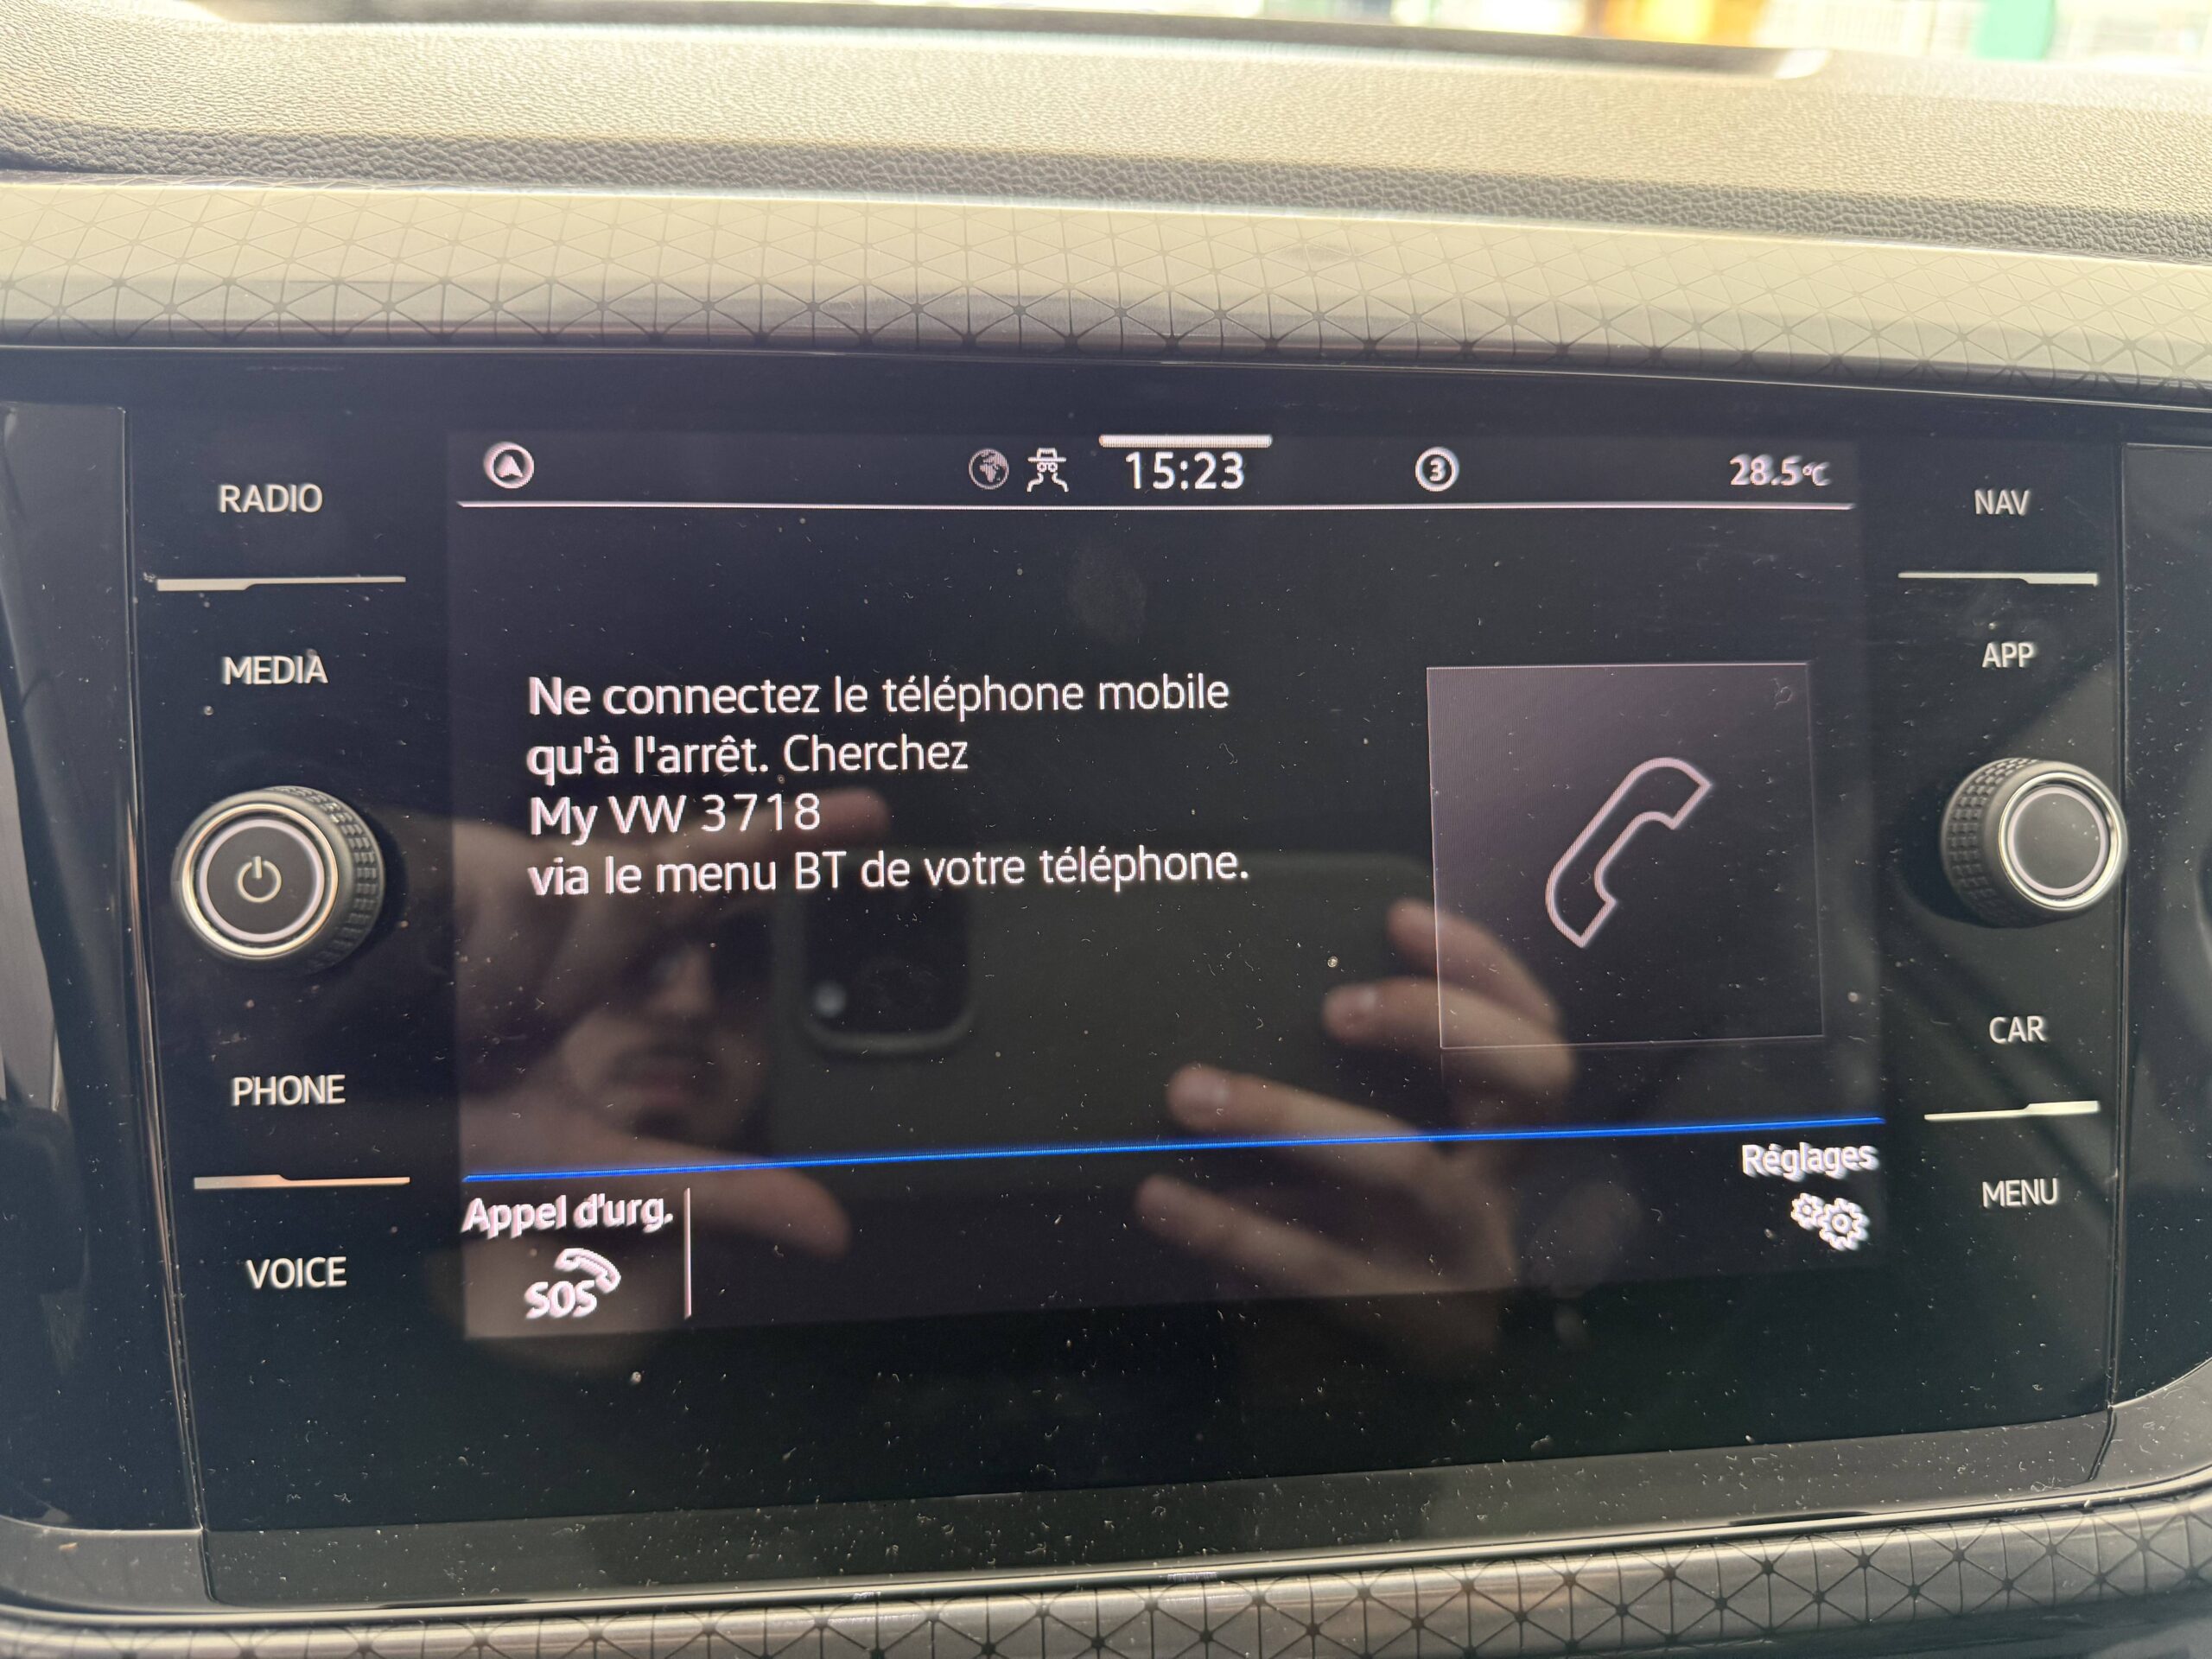 15:23
3
28.5°C
RADIO
NAV
MEDIA
APP
Ne connectez le téléphone mobile
qu'à l'arrêt. Cherchez
My VW 3718
via le menu BT de votre téléphone.
PHONE
CAR
Réglages
Appel d'urg.
SOS
VOICE
MENU